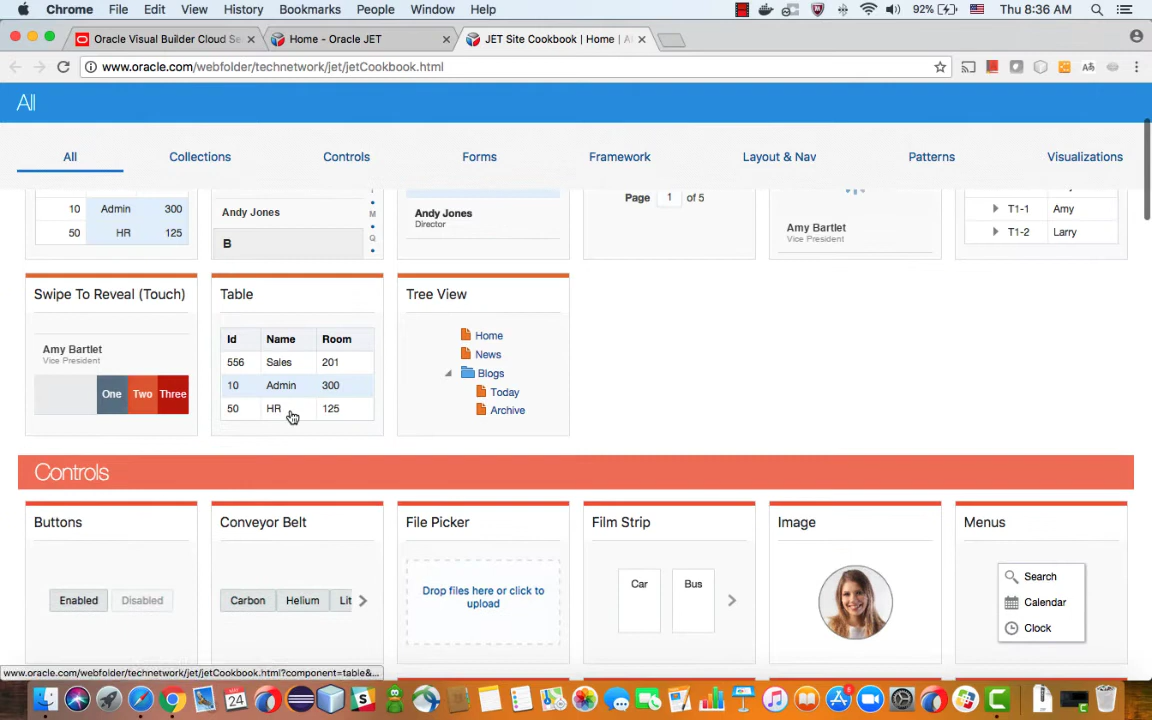 Chrome File Edit View History Bookmarks People Window Help 92% Thu 8:36 AM
Oracle Visual Builder Cloud Se Home - Oracle JET JET Site Cookbook | Home | A
www.oracle.com/webfolder/technetwork/jet/jetCookbook.html
All
All Collections Controls Forms Framework Layout & Nav Patterns Visualizations
10 Admin 300
50 HR 125
Andy Jones
B
M
Q
Andy Jones
Director
Page 1 of 5
Amy Bartlet
Vice President
T1-1 Amy
T1-2 Larry
Swipe To Reveal (Touch) Table Tree View
Amy Bartlet
Vice President
One Two Three
Id Name Room
556 Sales 201
10 Admin 300
50 HR 125
Home
News
Blogs
Today
Archive
Controls
Buttons Conveyor Belt File Picker Film Strip Image Menus
Enabled Disabled
Carbon Helium Lit
Drop files here or click to
upload
Car Bus
Search
Calendar
Clock
www.oracle.com/webfolder/technetwork/jet/jetCookbook.html?component=table&...